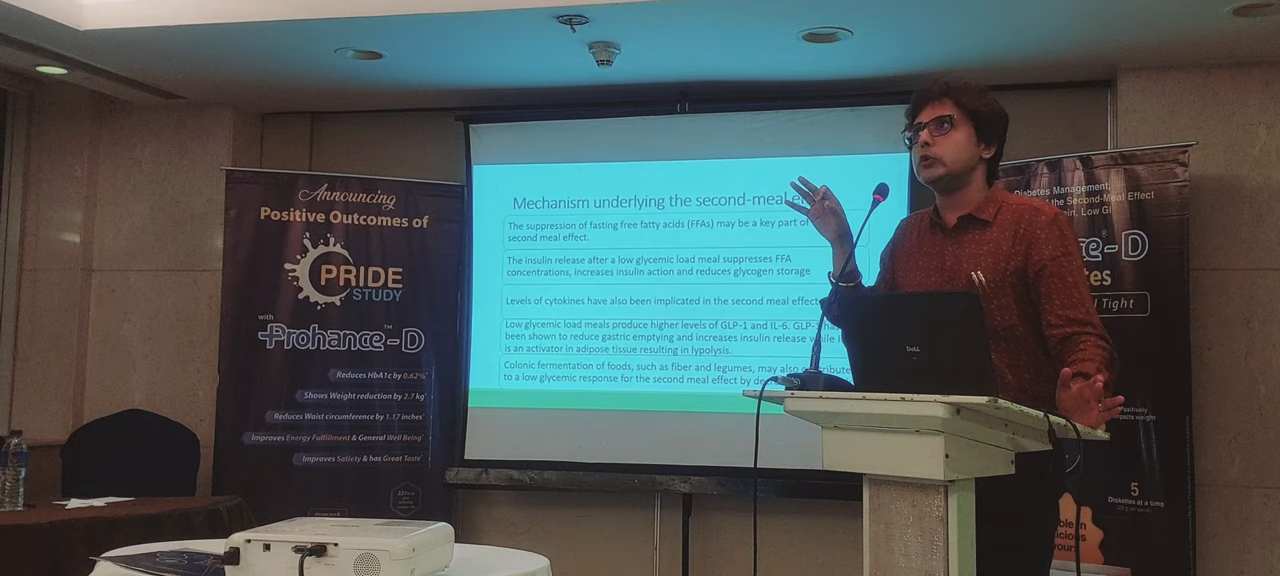 Announcing
Positive Outcomes of
PRIDE
STUDY
with
Prohance™-D
Reduces HbA1c by 0.62%*
Shows Weight reduction by 2.7 kg*
Reduces Waist circumference by 1.17 inches*
Improves Energy Fulfillment & General Well Being*
Improves Satiety & has Great Taste*
Mechanism underlying the second-meal
The suppression of fasting free fatty acids (FFAs) may be a key part of
second meal effect.
The insulin release after a low glycemic load meal suppresses FFA
concentrations, increases insulin action and reduces glycogen storage
Levels of cytokines have also been implicated in the second meal effect
Low glycemic load meals produce higher levels of GLP-1 and IL-6. GLP-1
been shown to reduce gastric emptying and increases insulin release while
is an activator in adipose tissue resulting in lypolysis.
Colonic fermentation of foods, such as fiber and legumes, may also
to a low glycemic response for the second meal effect by
DELL
Diabetes Management,
the Second-Meal Effect
Low GI
-D
Tight
Positively
weight
5
Diskettes at a time